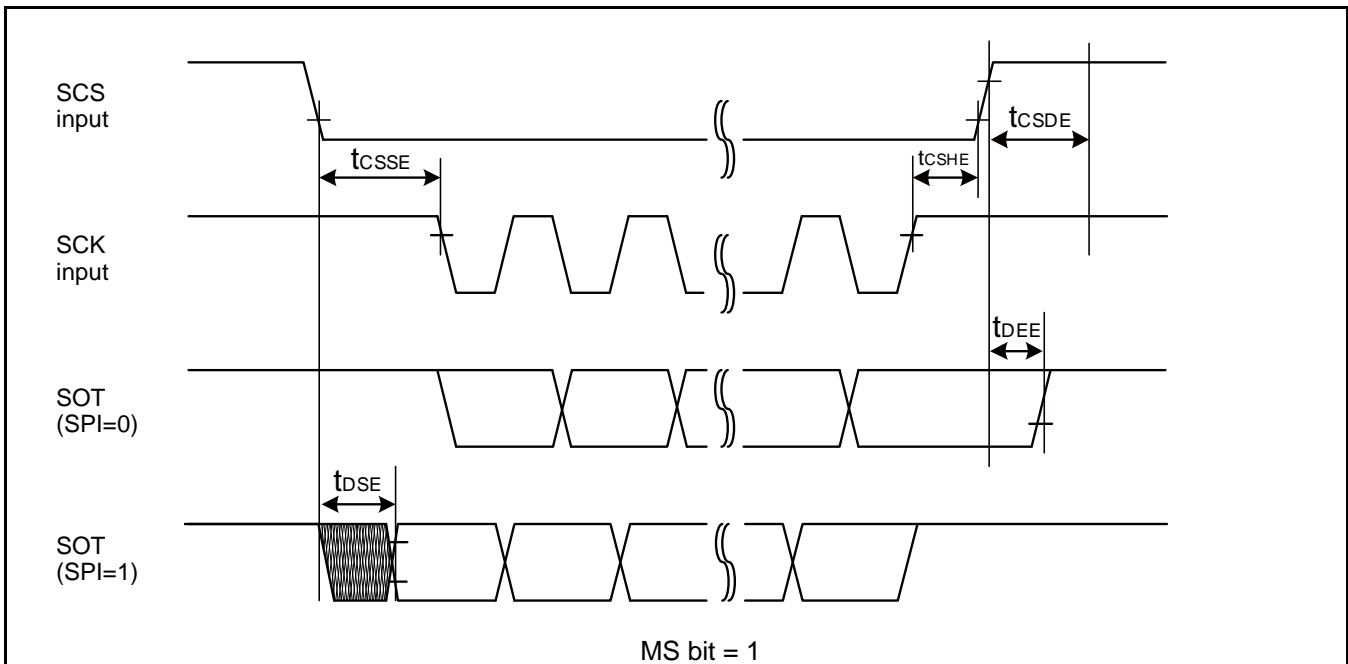 SCS
input
tCSDE
tCSSE
tCSHE
SCK
input
tDEE
SOT
(SPI=0)
tDSE
SOT
(SPI=1)
MS bit = 1